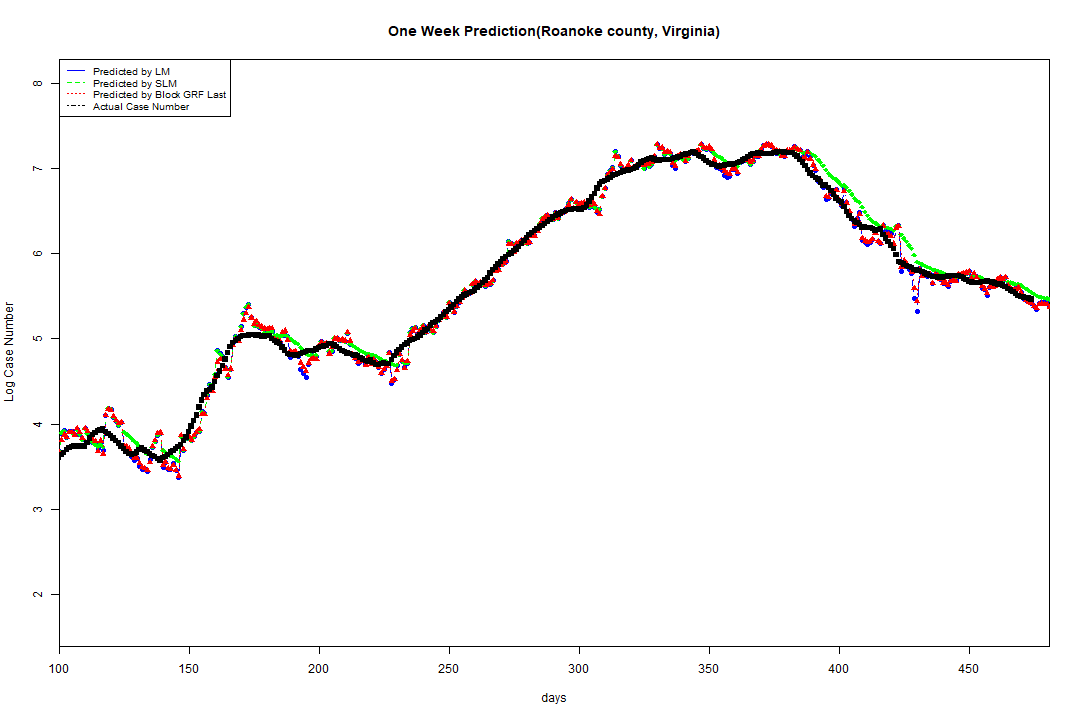 One Week Prediction(Roanoke county, Virginia)
Predicted by LM
Predicted by SLM
Predicted by Block GRF Last
Actual Case Number
8
7
6
5
4
3
2
Log Case Number
100 150 200 250 300 350 400 450
days